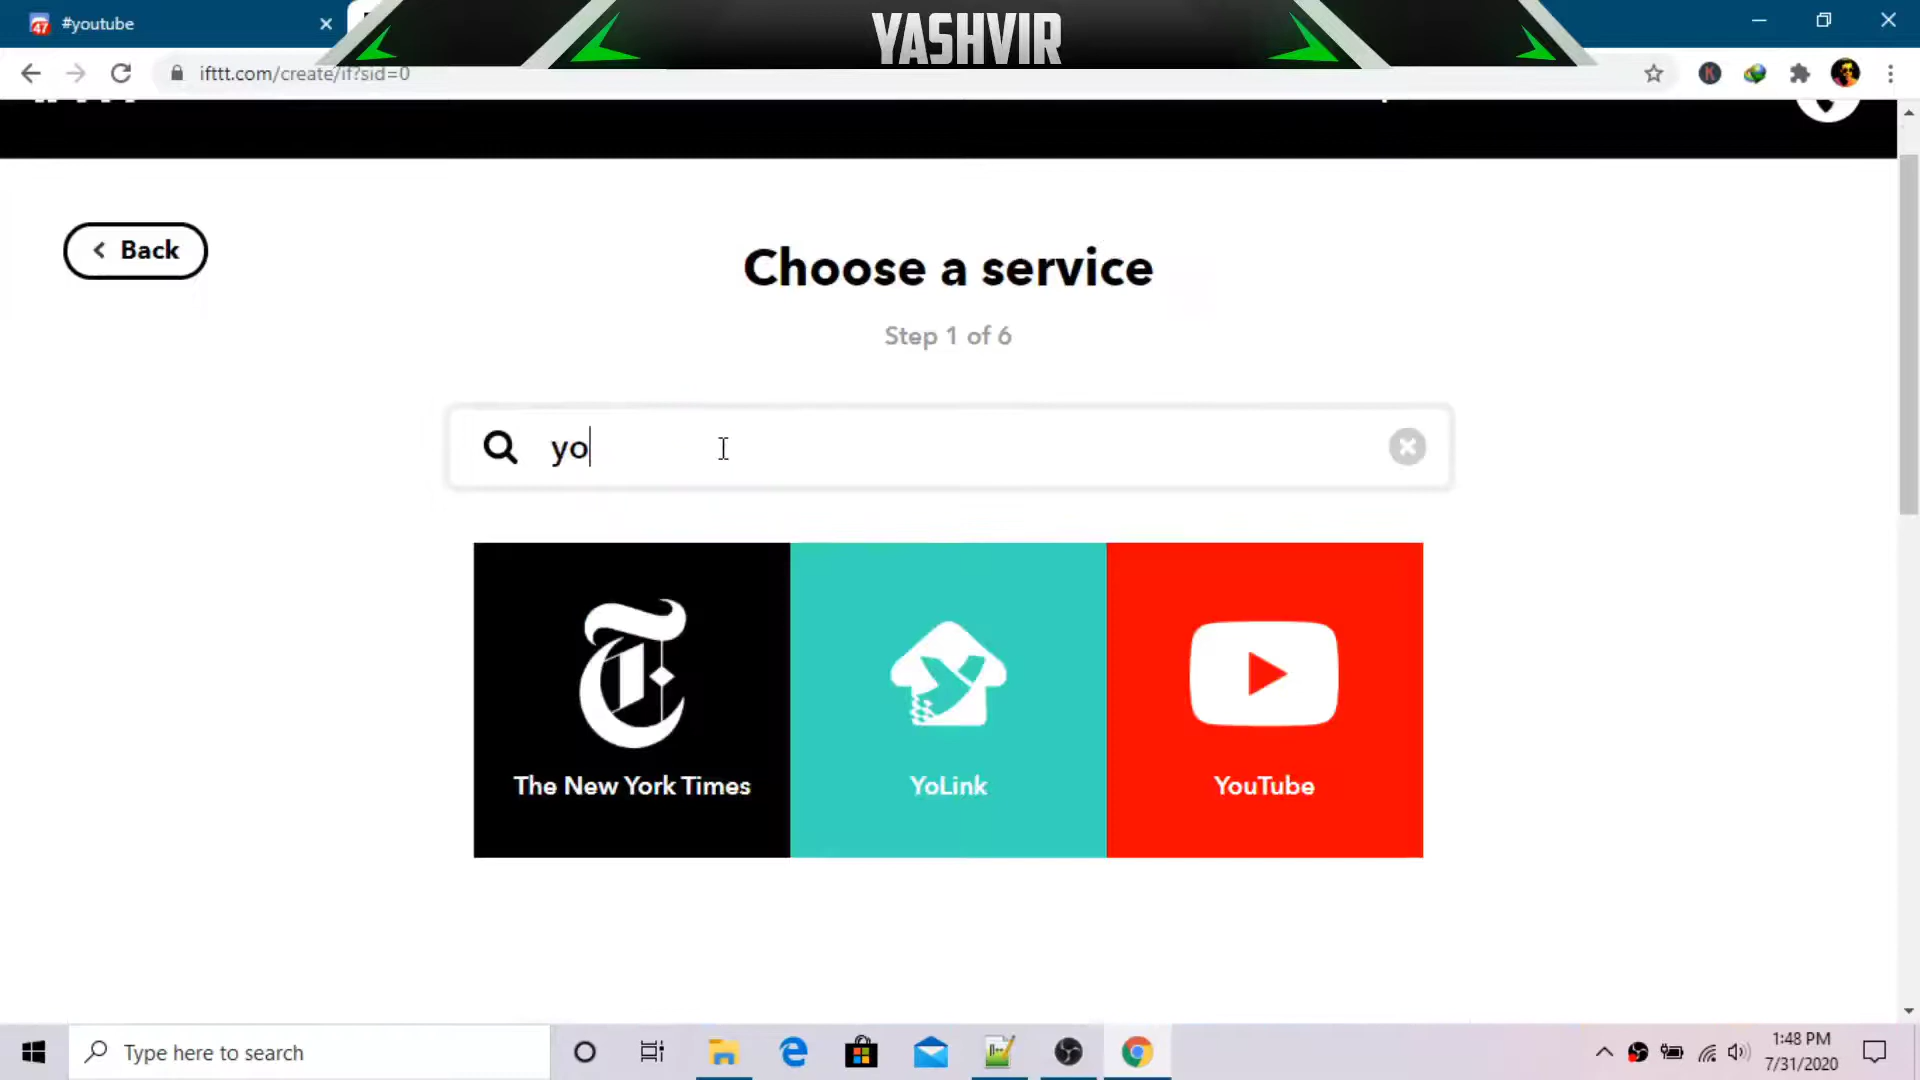 #youtube
YASHVIR
ifttt.com/create/if?sid=0
Back
Choose a service
Step 1 of 6
yo
The New York Times
YoLink
YouTube
Type here to search
1:48 PM
7/31/2020